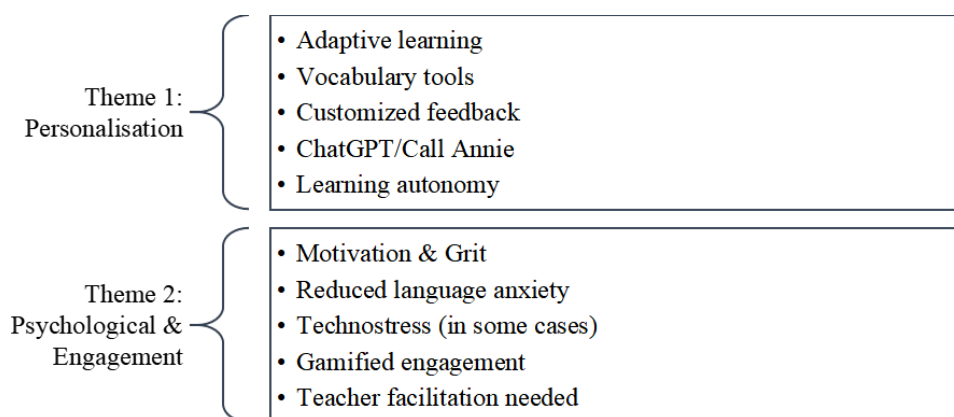 Theme 1:
Personalisation
• Adaptive learning
• Vocabulary tools
• Customized feedback
• ChatGPT/Call Annie
• Learning autonomy
Theme 2:
Psychological &
Engagement
• Motivation & Grit
• Reduced language anxiety
• Technostress (in some cases)
• Gamified engagement
• Teacher facilitation needed